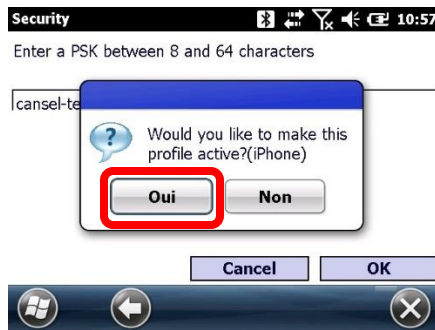 Security 10:57
Enter a PSK between 8 and 64 characters
cansel-te
Would you like to make this
profile active?(iPhone)
Oui Non
Cancel OK